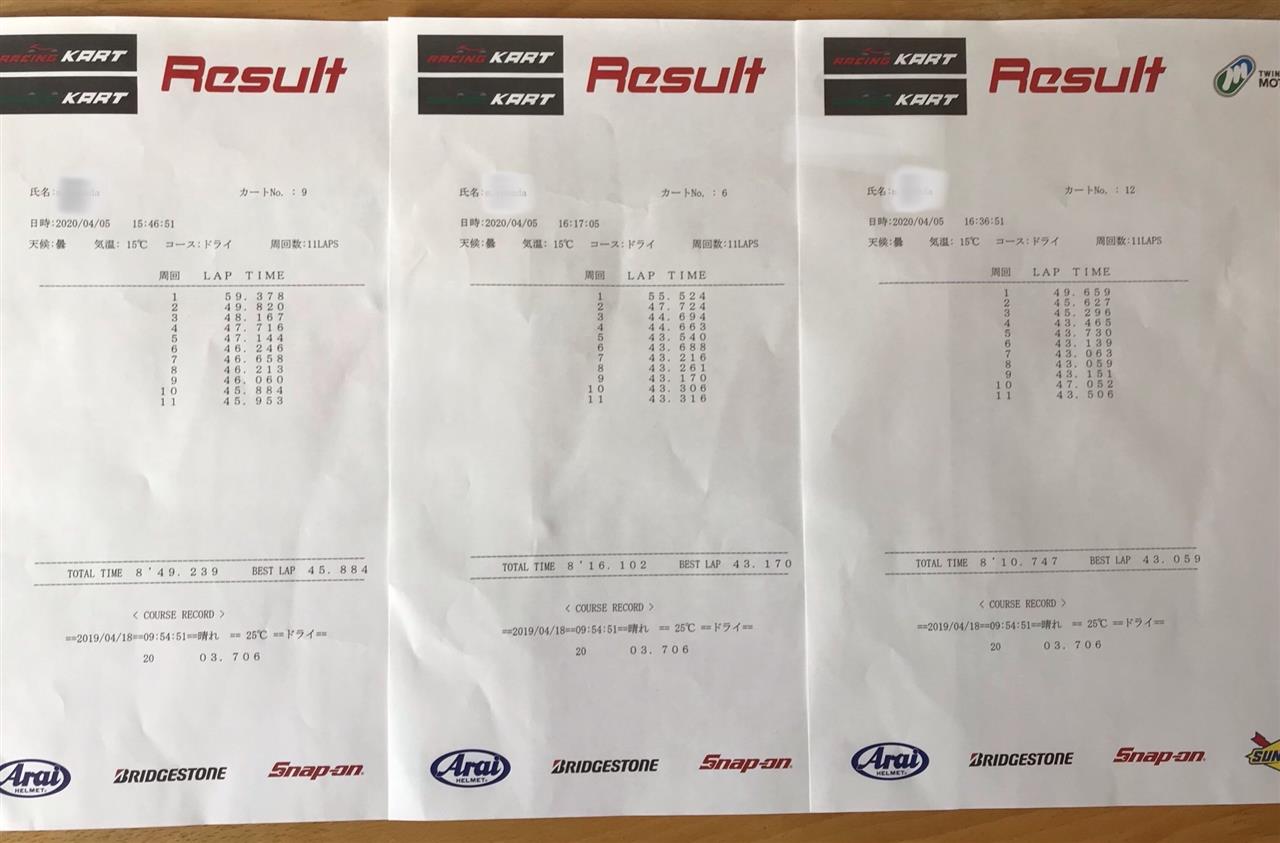 RACING KART
KART
Result
氏名:
カートNo. : 9
日時:2020/04/05 15:46:51
天候:曇 気温: 15℃ コース:ドライ 周回数:11LAPS
周回 LAP TIME
1 59. 378
2 49. 820
3 48. 167
4 47. 716
5 47. 144
6 46. 246
7 46. 658
8 46. 213
9 46. 060
10 45. 884
11 45. 953
TOTAL TIME 8'49. 239 BEST LAP 45. 884
< COURSE RECORD >
==2019/04/18==09:54:51==晴れ == 25℃ ==ドライ==
20 03. 706
Arai
HELMET
BRIDGESTONE
Snap-on
RACING KART
KART
Result
氏名:
カートNo. : 6
日時:2020/04/05 16:17:05
天候:曇 気温: 15℃ コース:ドライ 周回数:11LAPS
周回 LAP TIME
1 55. 524
2 47. 724
3 44. 694
4 44. 663
5 43. 540
6 43. 688
7 43. 216
8 43. 261
9 43. 170
10 43. 306
11 43. 316
TOTAL TIME 8'16. 102 BEST LAP 43. 170
< COURSE RECORD >
==2019/04/18==09:54:51==晴れ == 25℃ ==ドライ==
20 03. 706
Arai
HELMET
BRIDGESTONE
Snap-on
RACING KART
KART
Result
氏名:
カートNo. : 12
日時:2020/04/05 16:36:51
天候:曇 気温: 15℃ コース:ドライ 周回数:11LAPS
周回 LAP TIME
1 49. 659
2 45. 627
3 45. 296
4 43. 465
5 43. 730
6 43. 139
7 43. 063
8 43. 059
9 43. 151
10 47. 052
11 43. 506
TOTAL TIME 8'10. 747 BEST LAP 43. 059
< COURSE RECORD >
==2019/04/18==09:54:51==晴れ == 25℃ ==ドライ==
20 03. 706
Arai
HELMET
BRIDGESTONE
Snap-on